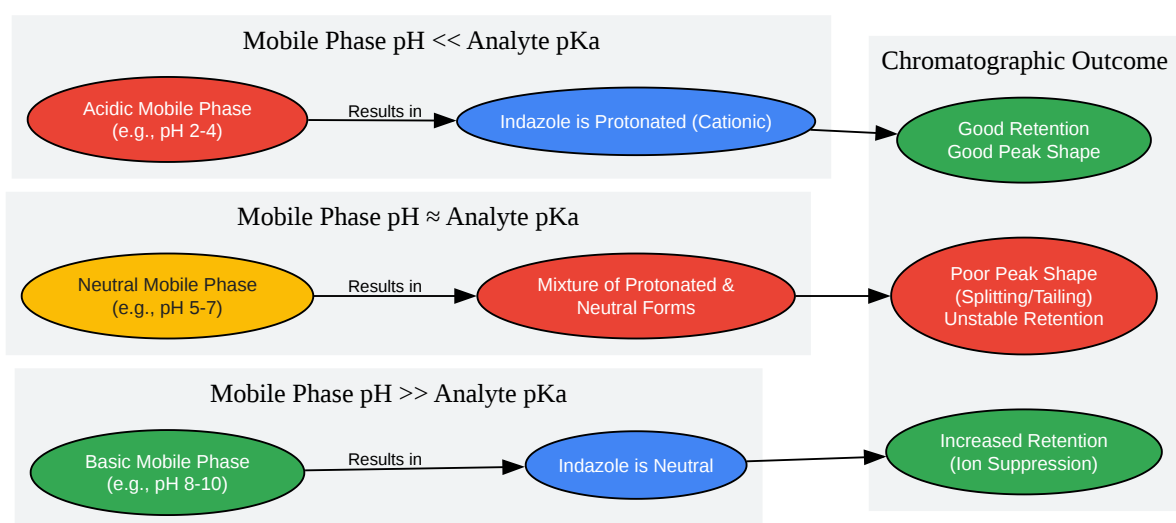 Mobile Phase pH << Analyte pKa
Acidic Mobile Phase
(e.g., pH 2-4)
Results in
Indazole is Protonated (Cationic)
Mobile Phase pH ≈ Analyte pKa
Neutral Mobile Phase
(e.g., pH 5-7)
Results in
Mixture of Protonated &
Neutral Forms
Mobile Phase pH >> Analyte pKa
Basic Mobile Phase
(e.g., pH 8-10)
Results in
Indazole is Neutral
Chromatographic Outcome
Good Retention
Good Peak Shape
Poor Peak Shape
(Splitting/Tailing)
Unstable Retention
Increased Retention
(Ion Suppression)